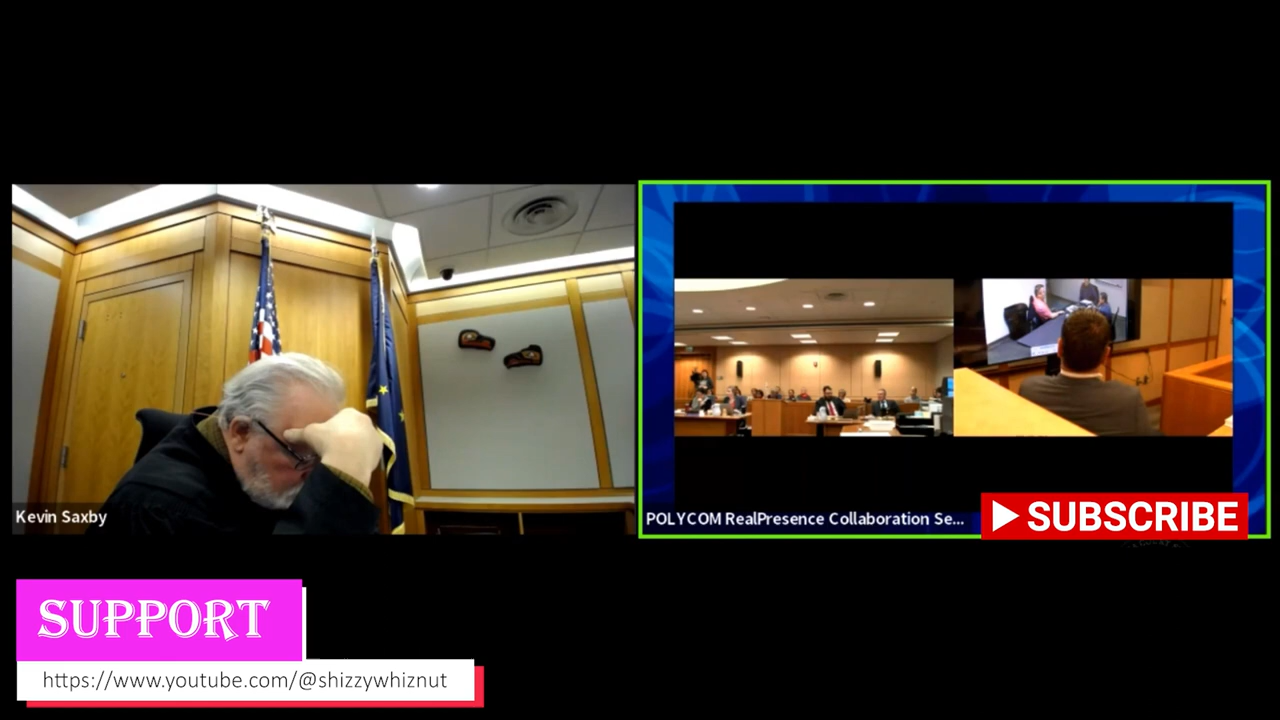 Kevin Saxby
POLYCOM RealPresence Collaboration Se...
SUBSCRIBE
SUPPORT
https://www.youtube.com/@shizzywhiznut